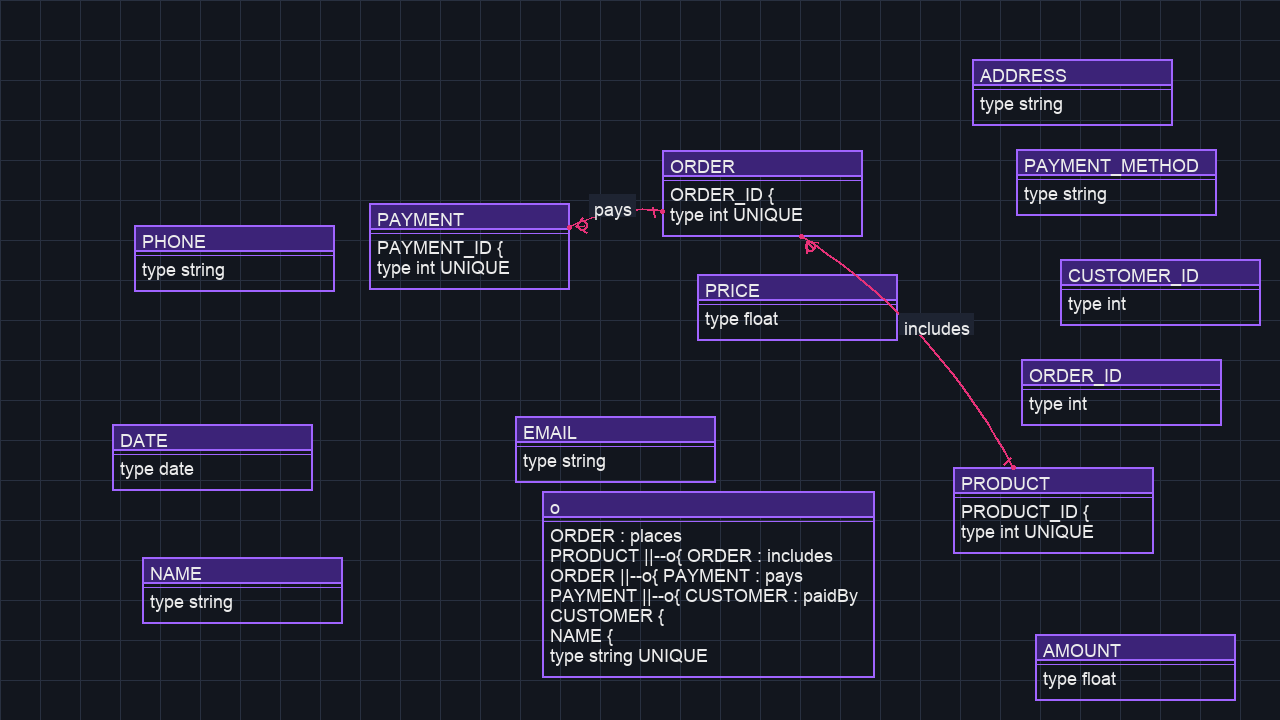 ADDRESS
type string
PAYMENT_METHOD
type string
ORDER
ORDER_ID {
type int UNIQUE
pays
PAYMENT
PAYMENT_ID {
type int UNIQUE
PHONE
type string
CUSTOMER_ID
type int
PRICE
type float
includes
ORDER_ID
type int
DATE
type date
EMAIL
type string
PRODUCT
PRODUCT_ID {
type int UNIQUE
o
ORDER : places
PRODUCT ||--o{ ORDER : includes
ORDER ||--o{ PAYMENT : pays
PAYMENT ||--o{ CUSTOMER : paidBy
CUSTOMER {
NAME {
type string UNIQUE
NAME
type string
AMOUNT
type float